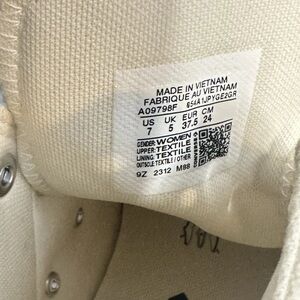 MADE IN VIETNAM
FABRIQUE AU VIETNAM
A09798F
US UK EUR CM
7 5 37.5 24
GENDER: WOMEN
UPPER: TEXTILE
LINING: TEXTILE
OUTSOLE: TEXTILE / OTHER
9Z 2312 M88